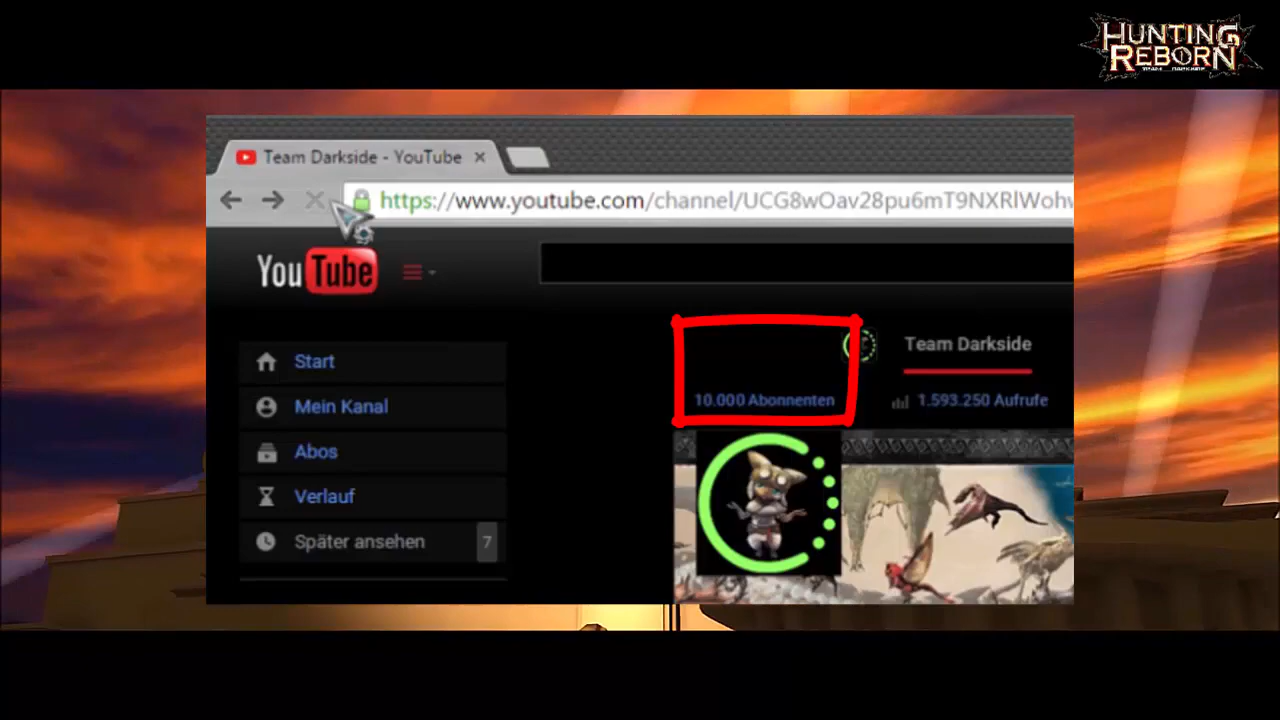 HUNTING
REBORN
Team Darkside - YouTube
https://www.youtube.com/channel/UCG8wOav28pu6mT9NXRlWohw
YouTube
Team Darkside
10.000 Abonnenten
1.593.250 Aufrufe
Start
Mein Kanal
Abos
Verlauf
Später ansehen
7